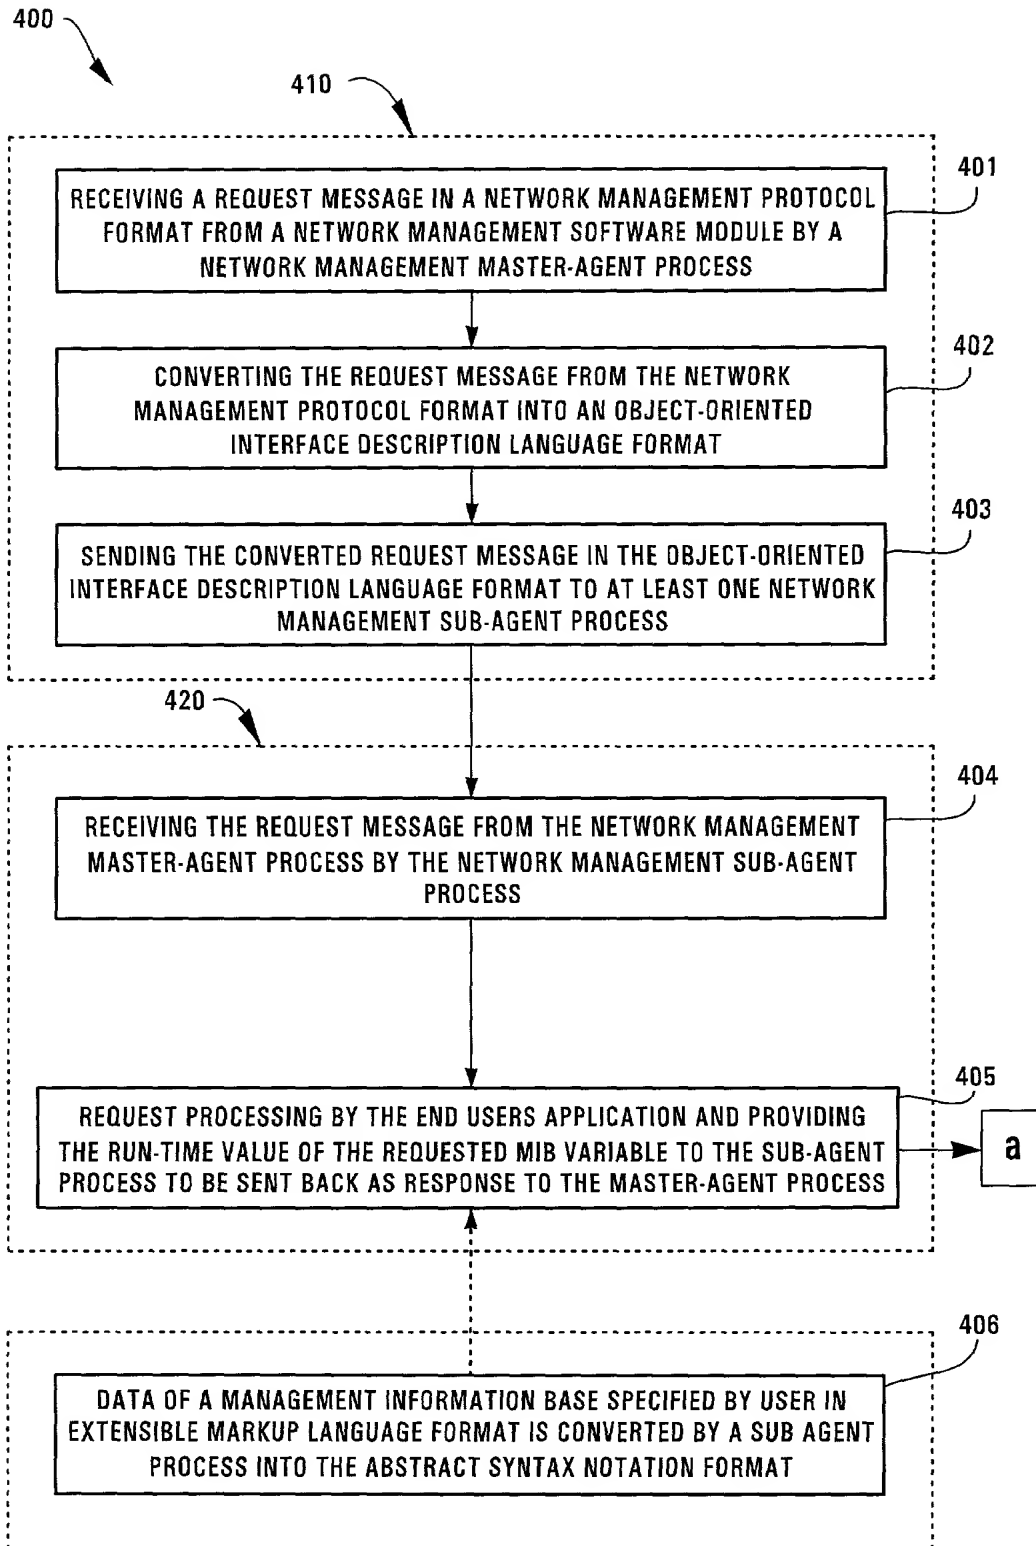 400
410
401
RECEIVING A REQUEST MESSAGE IN A NETWORK MANAGEMENT PROTOCOL
FORMAT FROM A NETWORK MANAGEMENT SOFTWARE MODULE BY A
NETWORK MANAGEMENT MASTER-AGENT PROCESS
402
CONVERTING THE REQUEST MESSAGE FROM THE NETWORK
MANAGEMENT PROTOCOL FORMAT INTO AN OBJECT-ORIENTED
INTERFACE DESCRIPTION LANGUAGE FORMAT
403
SENDING THE CONVERTED REQUEST MESSAGE IN THE OBJECT-ORIENTED
INTERFACE DESCRIPTION LANGUAGE FORMAT TO AT LEAST ONE NETWORK
MANAGEMENT SUB-AGENT PROCESS
420
404
RECEIVING THE REQUEST MESSAGE FROM THE NETWORK MANAGEMENT
MASTER-AGENT PROCESS BY THE NETWORK MANAGEMENT SUB-AGENT
PROCESS
405
REQUEST PROCESSING BY THE END USERS APPLICATION AND PROVIDING
THE RUN-TIME VALUE OF THE REQUESTED MIB VARIABLE TO THE SUB-AGENT
PROCESS TO BE SENT BACK AS RESPONSE TO THE MASTER-AGENT PROCESS
a
406
DATA OF A MANAGEMENT INFORMATION BASE SPECIFIED BY USER IN
EXTENSIBLE MARKUP LANGUAGE FORMAT IS CONVERTED BY A SUB AGENT
PROCESS INTO THE ABSTRACT SYNTAX NOTATION FORMAT